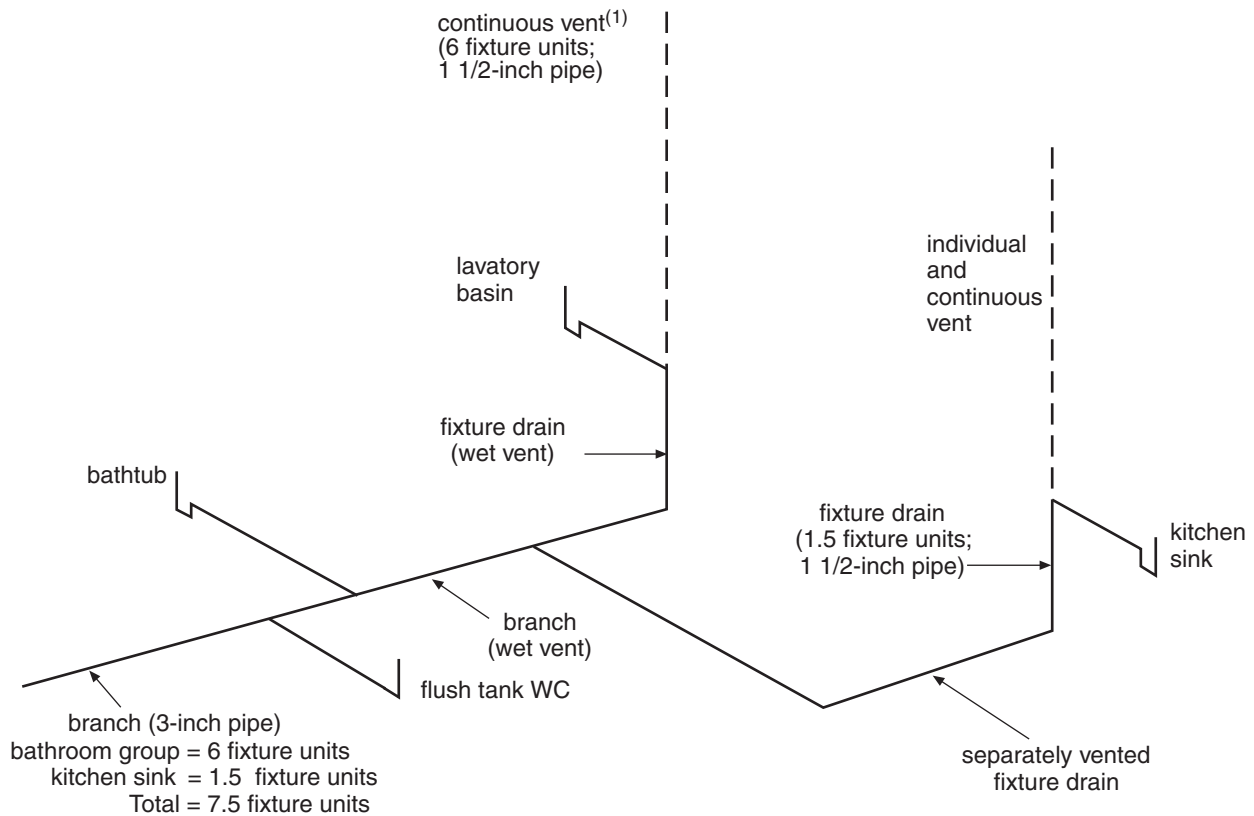 continuous vent(1)
(6 fixture units;
1 1/2-inch pipe)
individual
and
continuous
vent
lavatory
basin
fixture drain
(wet vent)
bathtub
fixture drain
(1.5 fixture units;
1 1/2-inch pipe)
kitchen
sink
branch
(wet vent)
flush tank WC
branch (3-inch pipe)
bathroom group = 6 fixture units
kitchen sink = 1.5 fixture units
Total = 7.5 fixture units
separately vented
fixture drain